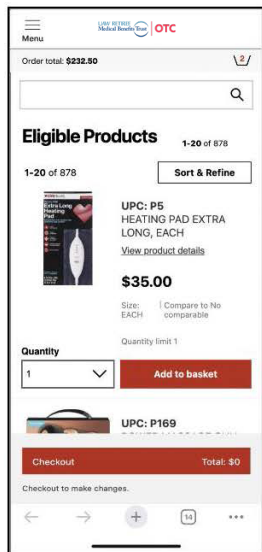 Menu
UAW RETIREE
Medical Benefits Trust
OTC
Order total: $232.50
2
Eligible Products
1-20 of 878
1-20 of 878
Sort & Refine
Extra Long
Heating
Pad
UPC: P5
HEATING PAD EXTRA
LONG, EACH
View product details
$35.00
Size: EACH
Compare to No comparable
Quantity limit 1
Quantity
1
Add to basket
UPC: P169
Checkout
Total: $0
Checkout to make changes.
14